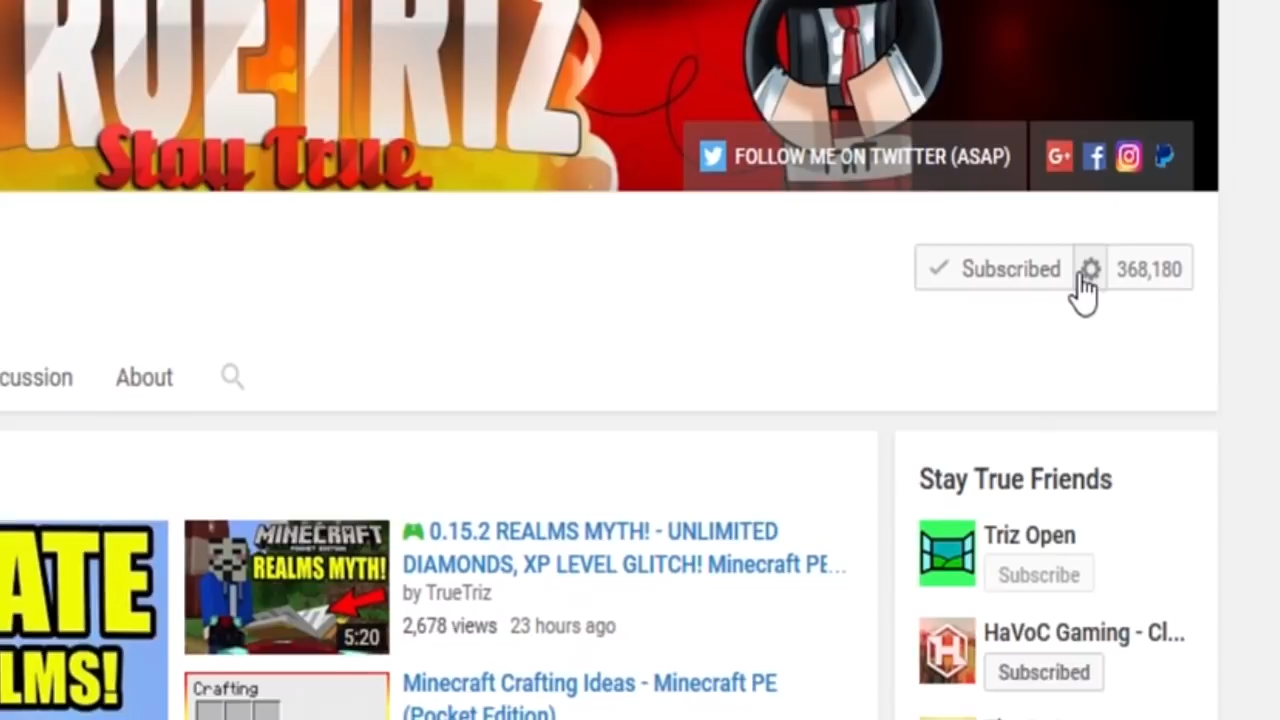 RUETRIZ
Stay True.
FOLLOW ME ON TWITTER (ASAP)
G+
Subscribed
368,180
cussion
About
Stay True Friends
ATE
LMS!
MINECRAFT
POCKET EDITION
REALMS MYTH!
5:20
0.15.2 REALMS MYTH! - UNLIMITED
DIAMONDS, XP LEVEL GLITCH! Minecraft PE...
by TrueTriz
2,678 views 23 hours ago
Triz Open
Subscribe
HaVoC Gaming - Cl...
Subscribed
Crafting
Minecraft Crafting Ideas - Minecraft PE
(Pocket Edition)